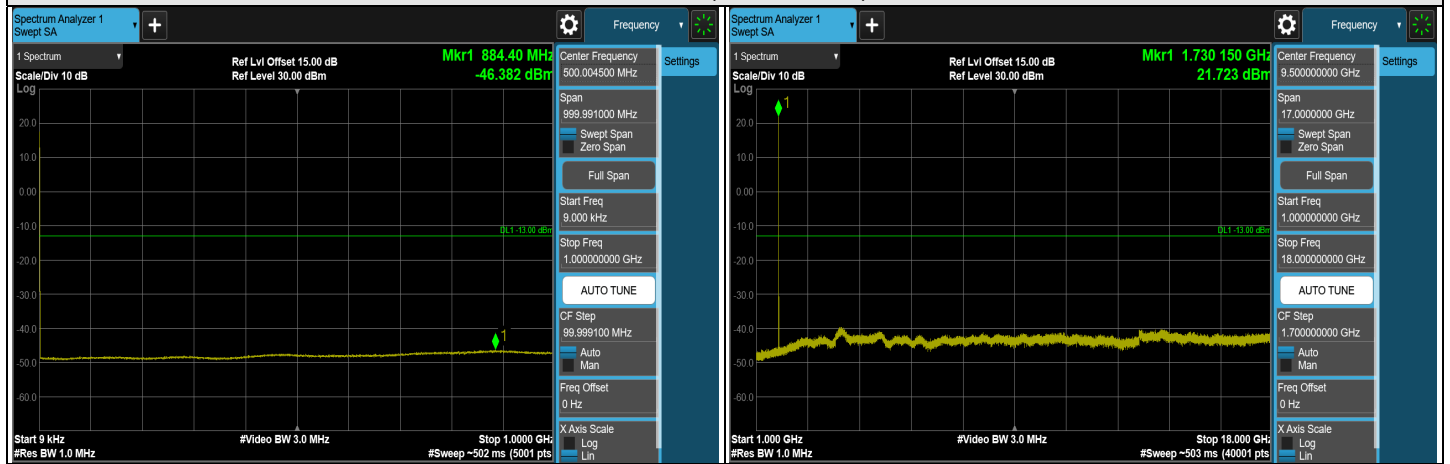 Spectrum Analyzer 1
Swept SA
+
Frequency
1 Spectrum
Scale/Div 10 dB
Log
Ref Lvl Offset 15.00 dB
Ref Level 30.00 dBm
Mkr1 884.40 MHz
-46.382 dBm
20.0
10.0
0.00
-10.0
-20.0
-30.0
-40.0
-50.0
-60.0
DL1 -13.00 dBm
1
Start 9 kHz
#Res BW 1.0 MHz
#Video BW 3.0 MHz
Stop 1.0000 GHz
#Sweep ~502 ms (5001 pts
Center Frequency
500.004500 MHz
Settings
Span
999.991000 MHz
Swept Span
Zero Span
Full Span
Start Freq
9.000 kHz
Stop Freq
1.000000000 GHz
AUTO TUNE
CF Step
99.999100 MHz
Auto
Man
Freq Offset
0 Hz
X Axis Scale
Log
Lin
Spectrum Analyzer 1
Swept SA
+
Frequency
1 Spectrum
Scale/Div 10 dB
Log
Ref Lvl Offset 15.00 dB
Ref Level 30.00 dBm
Mkr1 1.730 150 GHz
21.723 dBm
1
20.0
10.0
0.00
-10.0
-20.0
-30.0
-40.0
-50.0
-60.0
DL1 -13.00 dBm
Start 1.000 GHz
#Res BW 1.0 MHz
#Video BW 3.0 MHz
Stop 18.000 GHz
#Sweep ~503 ms (40001 pts
Center Frequency
9.500000000 GHz
Settings
Span
17.0000000 GHz
Swept Span
Zero Span
Full Span
Start Freq
1.000000000 GHz
Stop Freq
18.000000000 GHz
AUTO TUNE
CF Step
1.700000000 GHz
Auto
Man
Freq Offset
0 Hz
X Axis Scale
Log
Lin